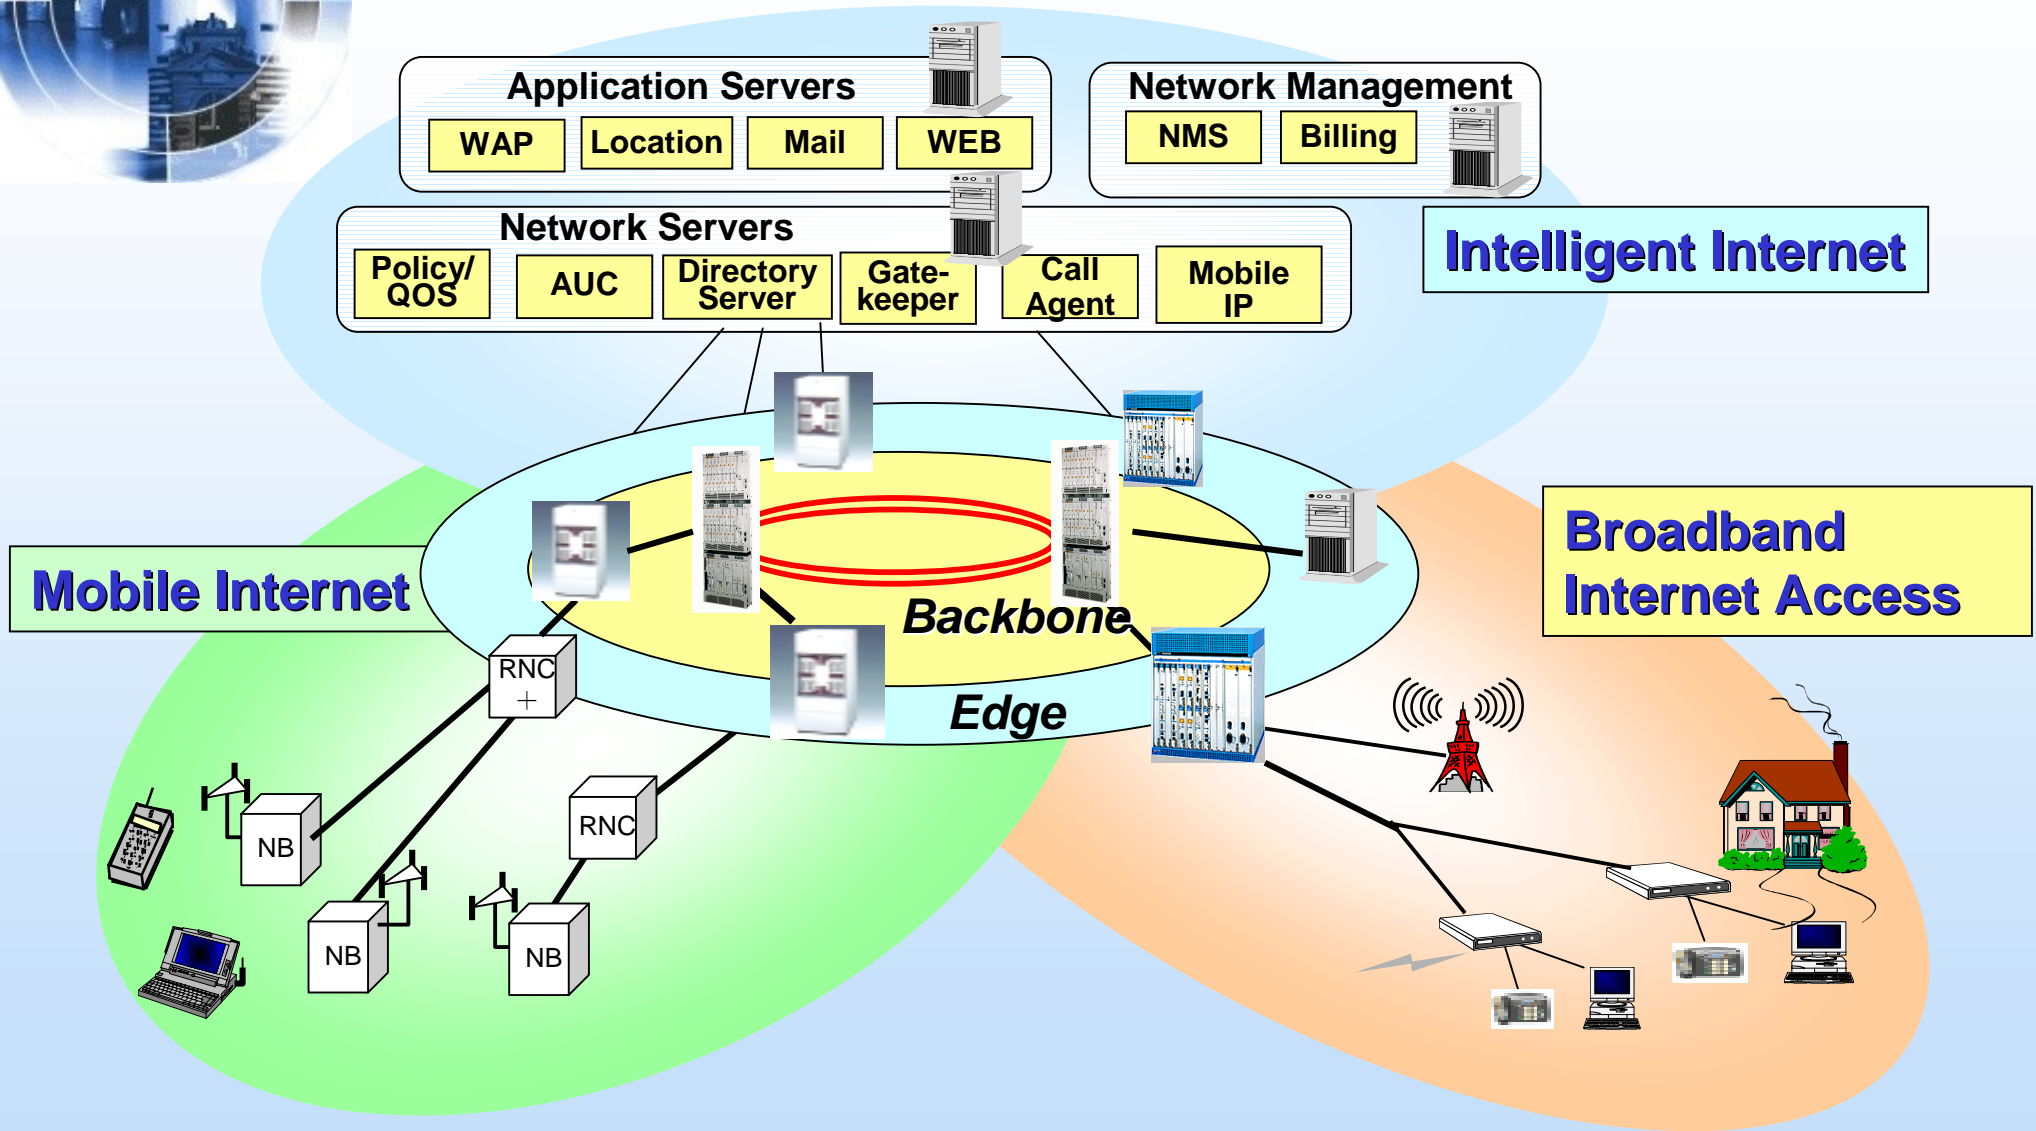 Application Servers
WAP
Location
Mail
WEB
Network Management
NMS
Billing
Network Servers
Policy/
QOS
AUC
Directory
Server
Gate-
keeper
Call
Agent
Mobile
IP
Intelligent Internet
Mobile Internet
Broadband
Internet Access
Backbone
Edge
RNC
+
RNC
NB
NB
NB